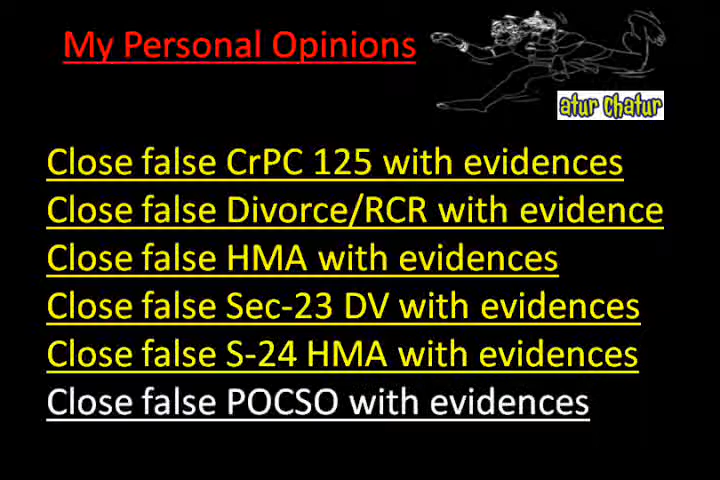 My Personal Opinions
atur chatur
Close false CrPC 125 with evidences
Close false Divorce/RCR with evidence
Close false HMA with evidences
Close false Sec-23 DV with evidences
Close false S-24 HMA with evidences
Close false POCSO with evidences